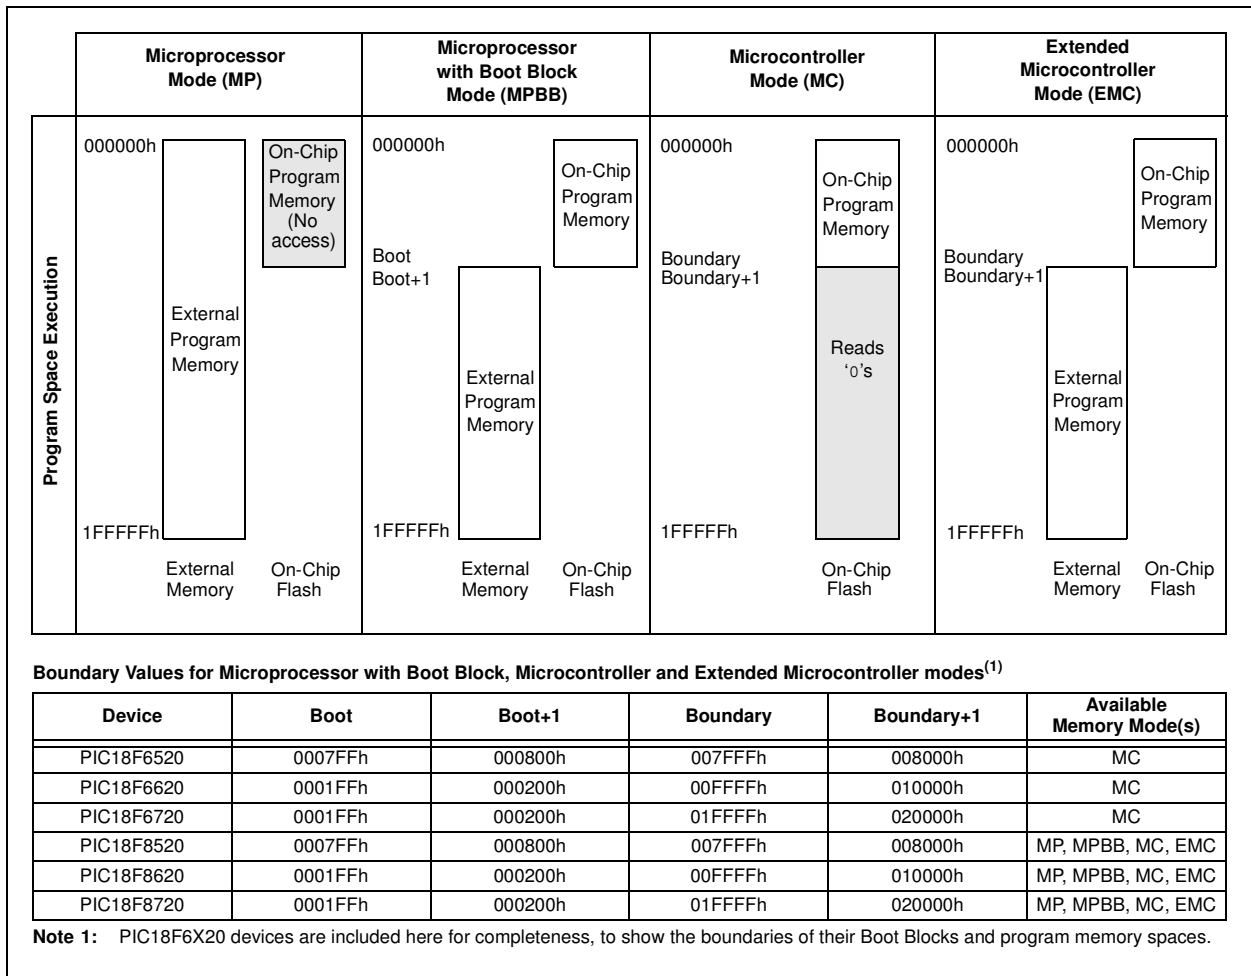 Microprocessor
Mode (MP)
Microprocessor
with Boot Block
Mode (MPBB)
Microcontroller
Mode (MC)
Extended
Microcontroller
Mode (EMC)
Program Space Execution
000000h
External
Program
Memory
On-Chip
Program
Memory
(No
access)
1FFFFFh
External
Memory
On-Chip
Flash
000000h
On-Chip
Program
Memory
Boot
Boot+1
External
Program
Memory
1FFFFFh
External
Memory
On-Chip
Flash
000000h
On-Chip
Program
Memory
Boundary
Boundary+1
Reads
‘0’s
1FFFFFh
On-Chip
Flash
000000h
On-Chip
Program
Memory
Boundary
Boundary+1
External
Program
Memory
1FFFFFh
External
Memory
On-Chip
Flash
Boundary Values for Microprocessor with Boot Block, Microcontroller and Extended Microcontroller modes(1)
Device Boot Boot+1 Boundary Boundary+1 Available
Memory Mode(s)
PIC18F6520 0007FFh 000800h 007FFFh 008000h MC
PIC18F6620 0001FFh 000200h 00FFFFh 010000h MC
PIC18F6720 0001FFh 000200h 01FFFFh 020000h MC
PIC18F8520 0007FFh 000800h 007FFFh 008000h MP, MPBB, MC, EMC
PIC18F8620 0001FFh 000200h 00FFFFh 010000h MP, MPBB, MC, EMC
PIC18F8720 0001FFh 000200h 01FFFFh 020000h MP, MPBB, MC, EMC
Note 1: PIC18F6X20 devices are included here for completeness, to show the boundaries of their Boot Blocks and program memory spaces.